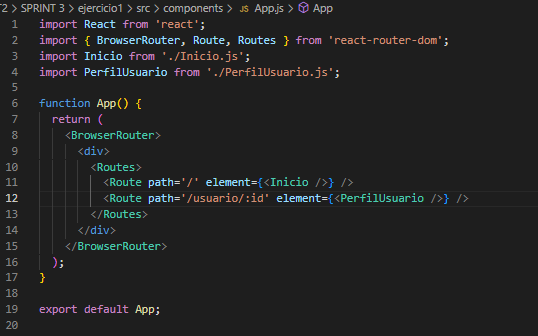 T2 > SPRINT 3 > ejercicio1 > src > components > JS App.js > App
1 import React from 'react';
2 import { BrowserRouter, Route, Routes } from 'react-router-dom';
3 import Inicio from './Inicio.js';
4 import PerfilUsuario from './PerfilUsuario.js';
5
6 function App() {
7 return (
8 <BrowserRouter>
9 <div>
10 <Routes>
11 <Route path='/' element={<Inicio />} />
12 <Route path='/usuario/:id' element={<PerfilUsuario />} />
13 </Routes>
14 </div>
15 </BrowserRouter>
16 );
17 }
18
19 export default App;
20